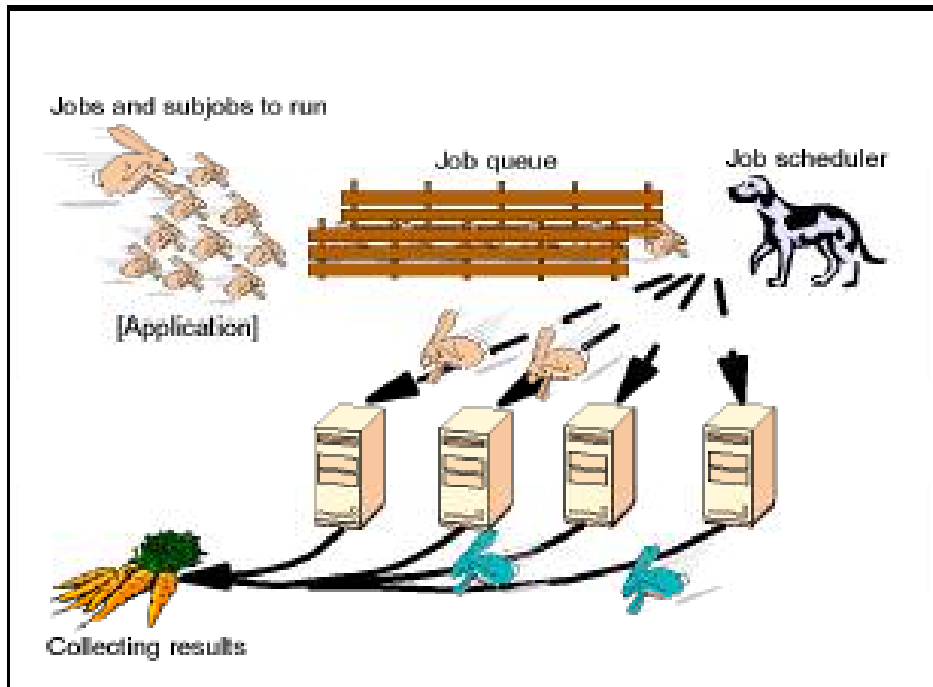 Jobs and subjobs to run
Job queue
Job scheduler
[Application]
Collecting results